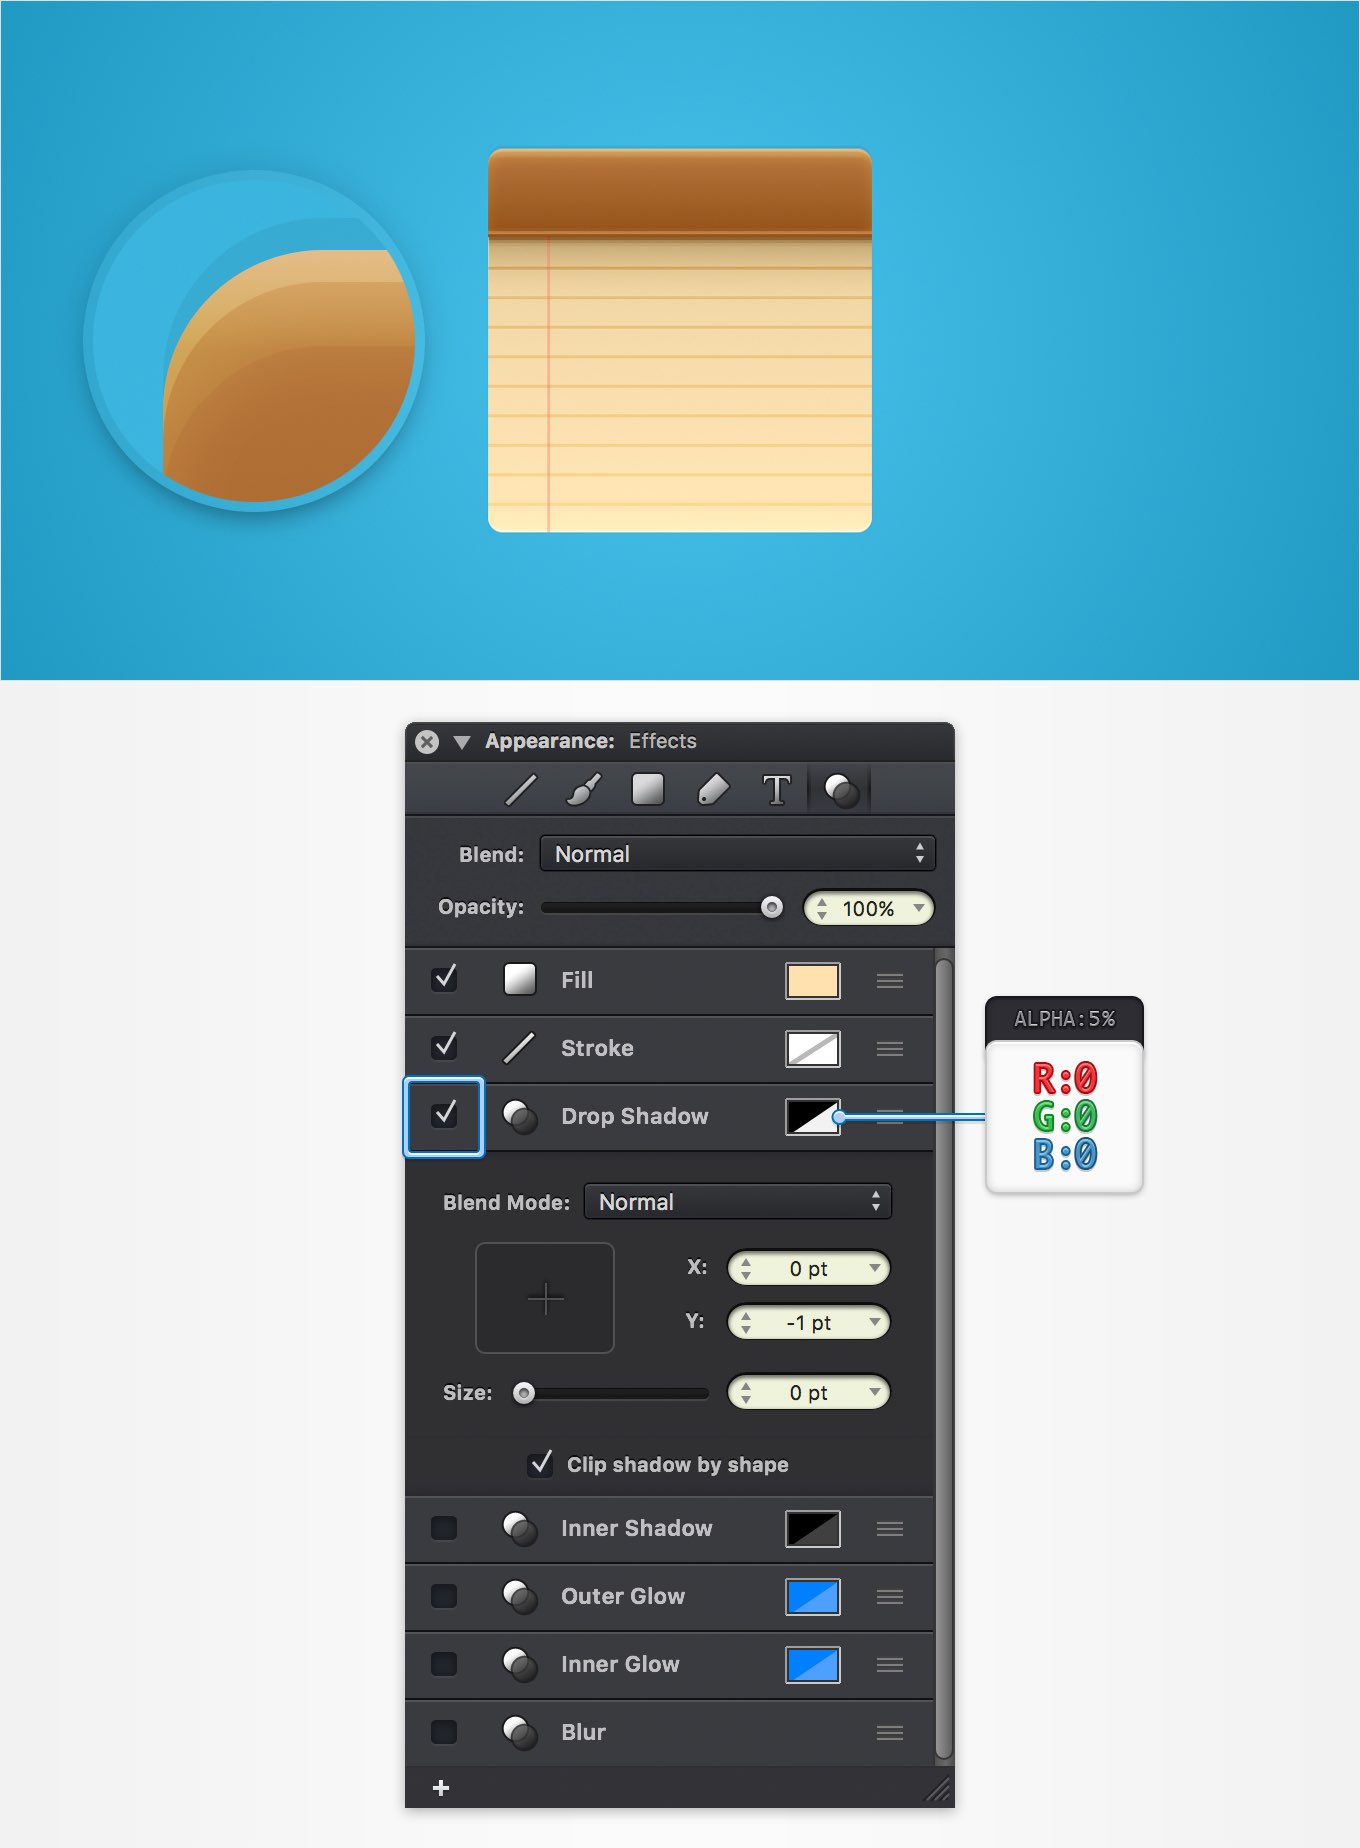 Appearance: Effects
T
Blend: Normal
Opacity: 100%
Fill
Stroke
Drop Shadow
ALPHA:5%
R:0
G:0
B:0
Blend Mode: Normal
X: 0 pt
Y: -1 pt
Size: 0 pt
Clip shadow by shape
Inner Shadow
Outer Glow
Inner Glow
Blur